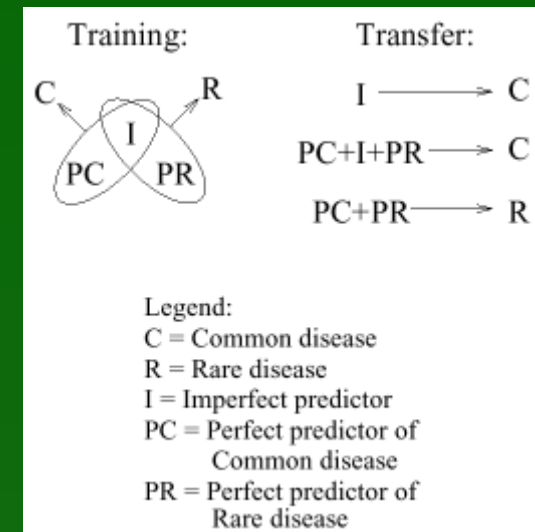 Training:
Transfer:
C
R
I
PC
PR
I → C
PC+I+PR → C
PC+PR → R
Legend:
C = Common disease
R = Rare disease
I = Imperfect predictor
PC = Perfect predictor of
Common disease
PR = Perfect predictor of
Rare disease